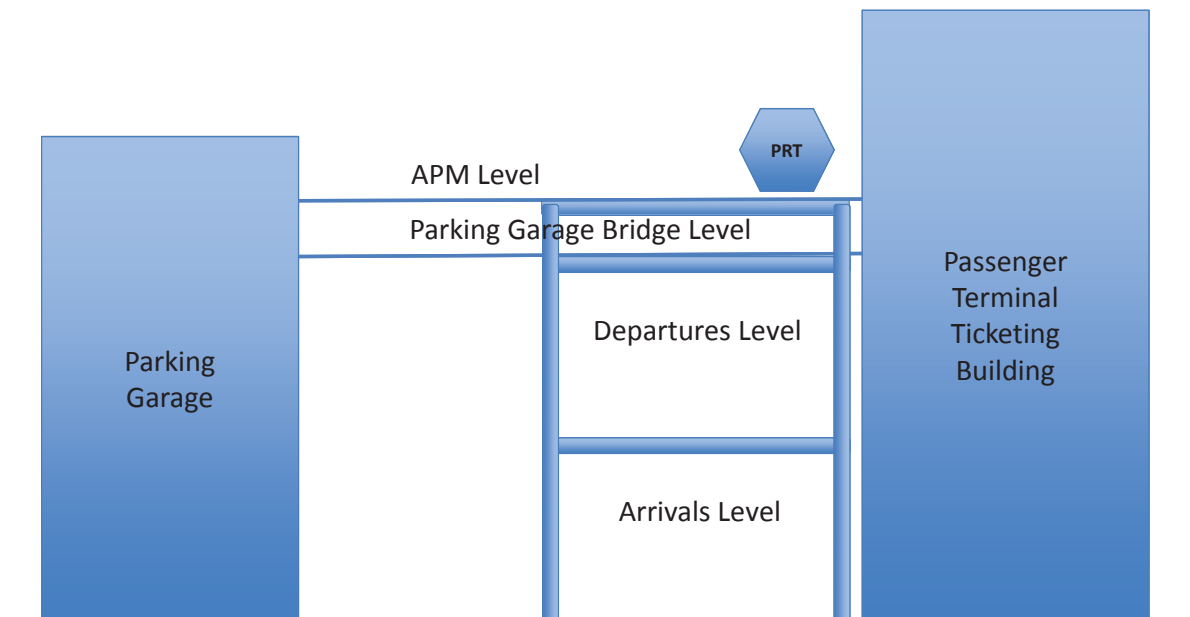 PRT
APM Level
Parking Garage Bridge Level
Passenger
Terminal
Ticketing
Building
Departures Level
Parking
Garage
Arrivals Level